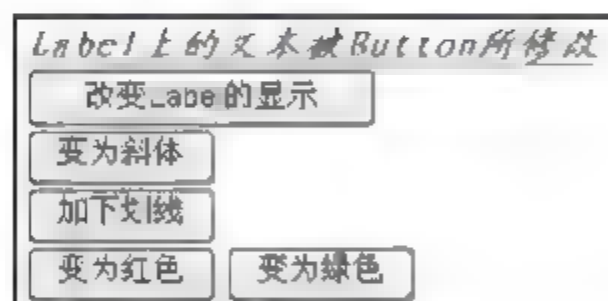 Label上的文本被Button所修改
改变Label的显示
变为斜体
加下划线
变为红色 变为绿色